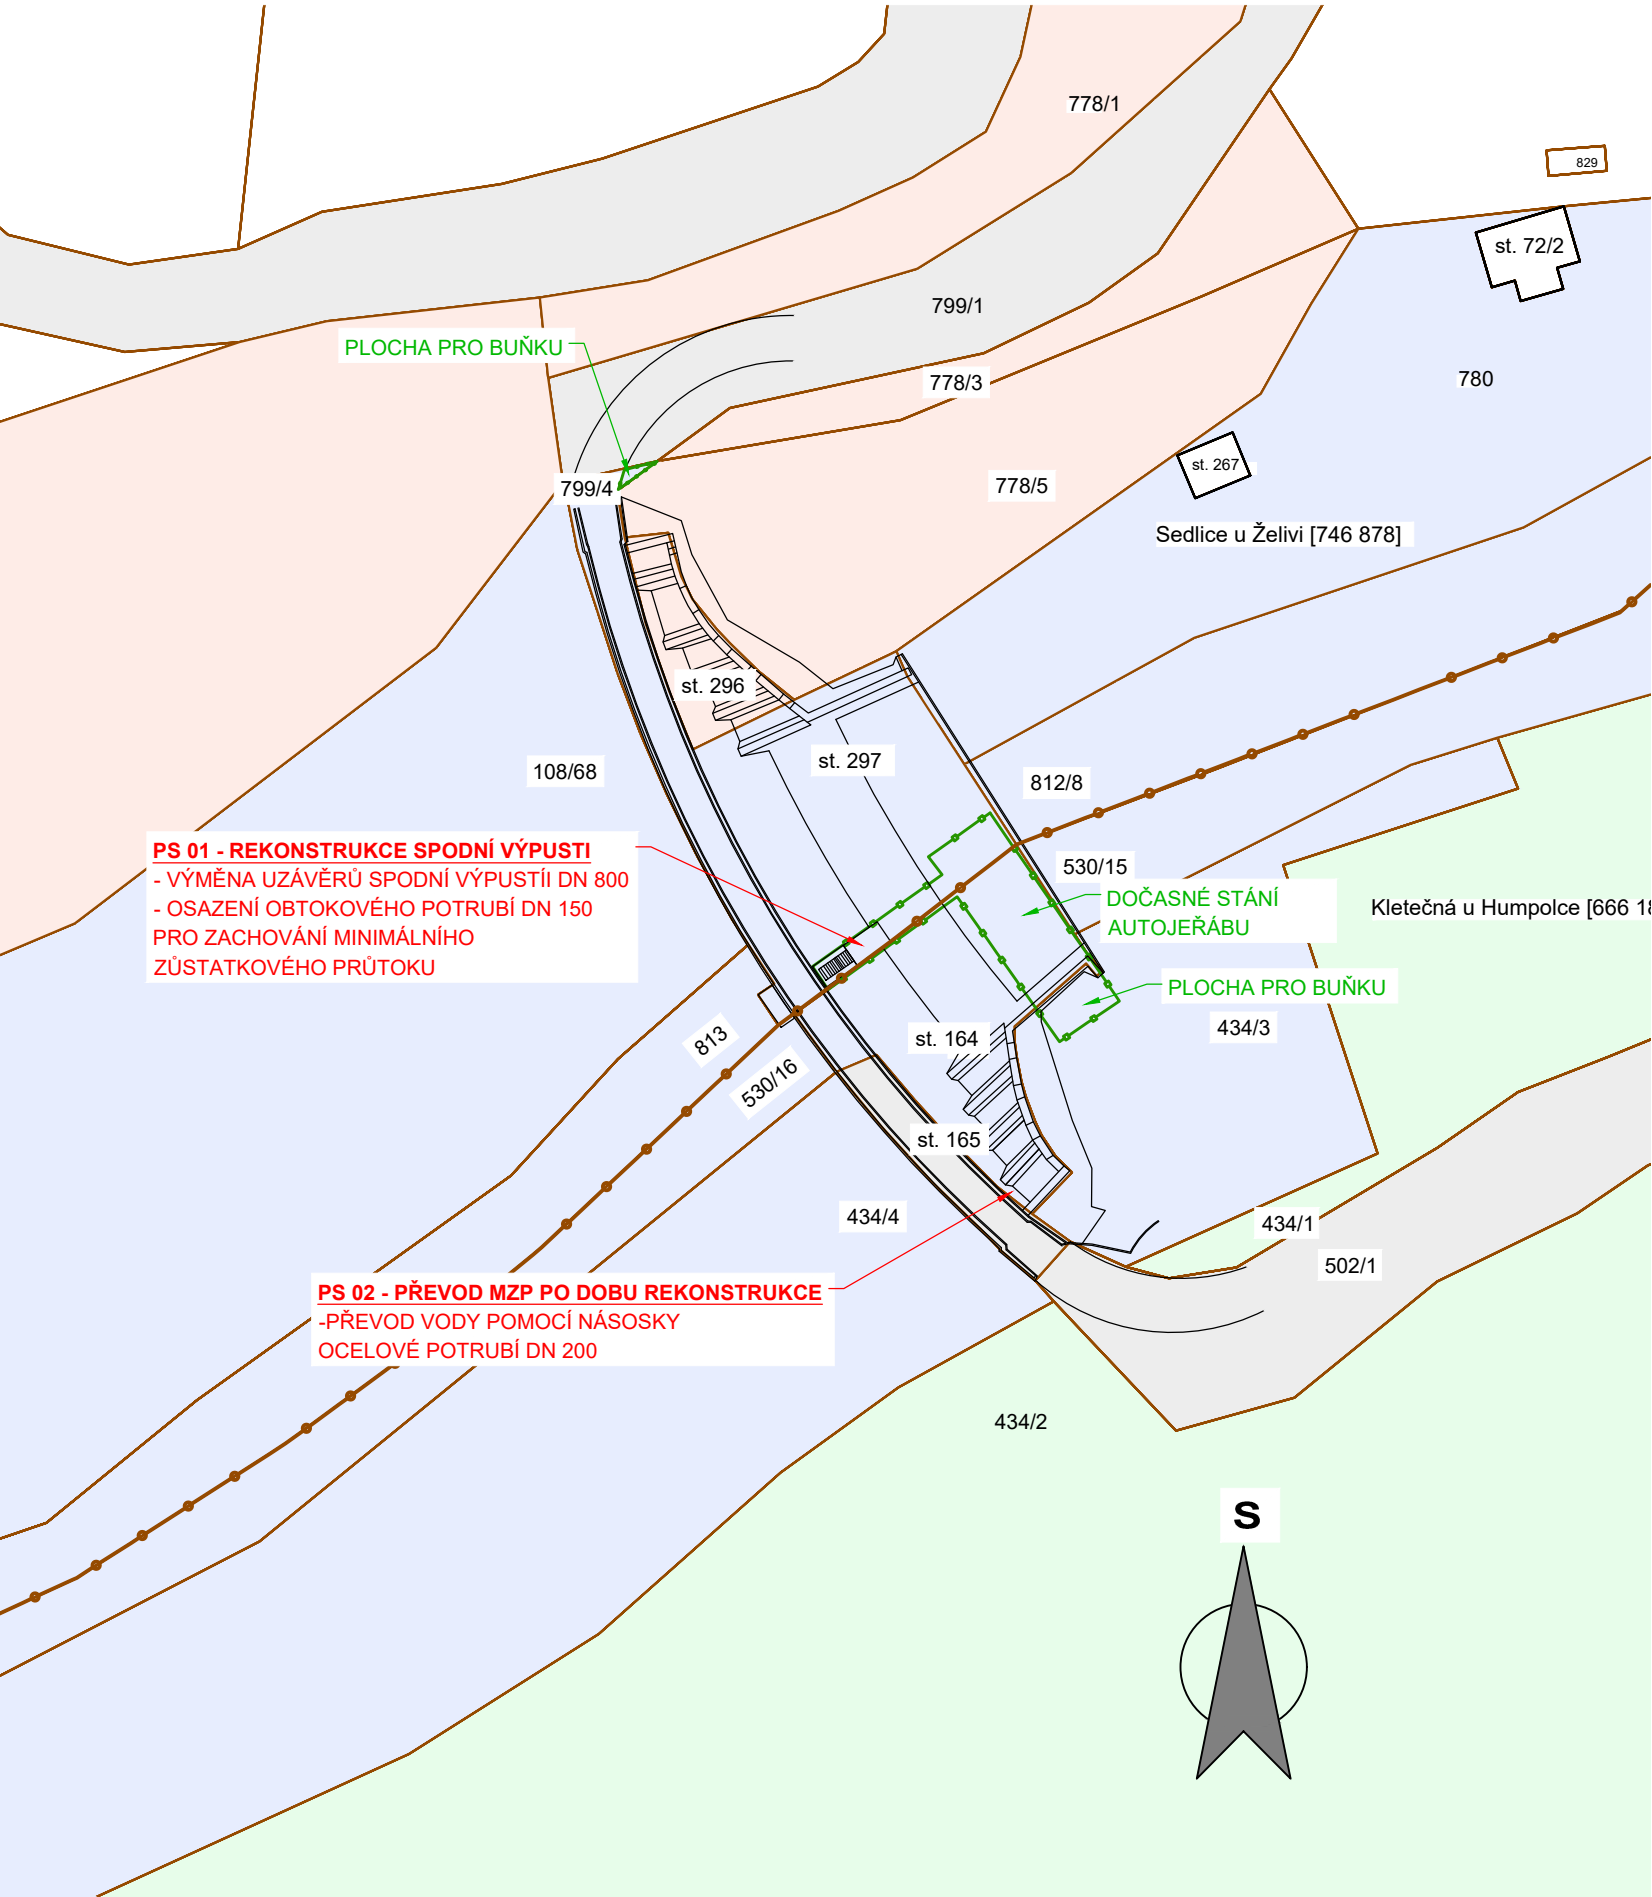 778/1
829
st. 72/2
799/1
PLOCHA PRO BUŇKU
778/3
780
st. 267
799/4
778/5
Sedlice u Želivi [746 878]
st. 296
st. 297
108/68
812/8
PS 01 - REKONSTRUKCE SPODNÍ VÝPUSTI
- VÝMĚNA UZÁVĚRŮ SPODNÍ VÝPUSTÍI DN 800
- OSAZENÍ OBTOKOVÉHO POTRUBÍ DN 150
PRO ZACHOVÁNÍ MINIMÁLNÍHO
ZŮSTATKOVÉHO PRŮTOKU
530/15
DOČASNÉ STÁNÍ
AUTOJEŘÁBU
Kletečná u Humpolce [666 18
PLOCHA PRO BUŇKU
434/3
813
st. 164
530/16
st. 165
434/4
434/1
502/1
PS 02 - PŘEVOD MZP PO DOBU REKONSTRUKCE
-PŘEVOD VODY POMOCÍ NÁSOSKY
OCELOVÉ POTRUBÍ DN 200
434/2
S